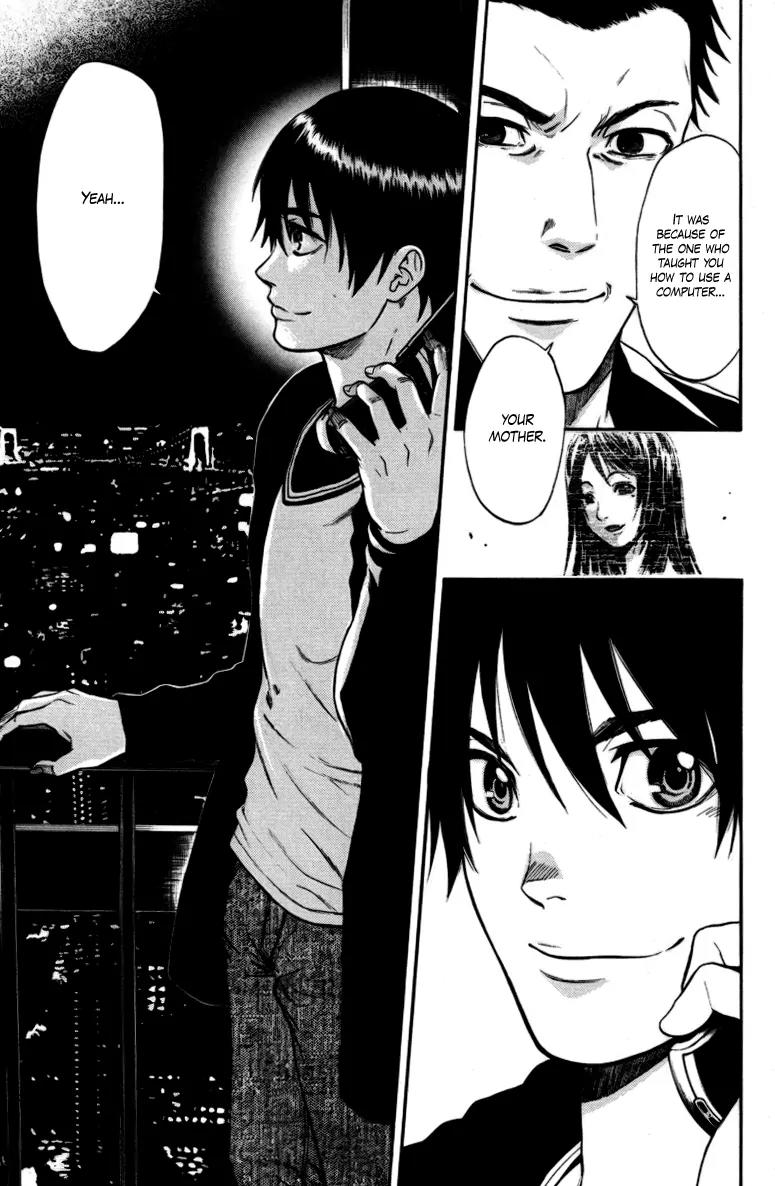 IT WAS
BECAUSE OF
THE ONE WHO
TAUGHT YOU
HOW TO USE A
COMPUTER...
YOUR
MOTHER.
YEAH...